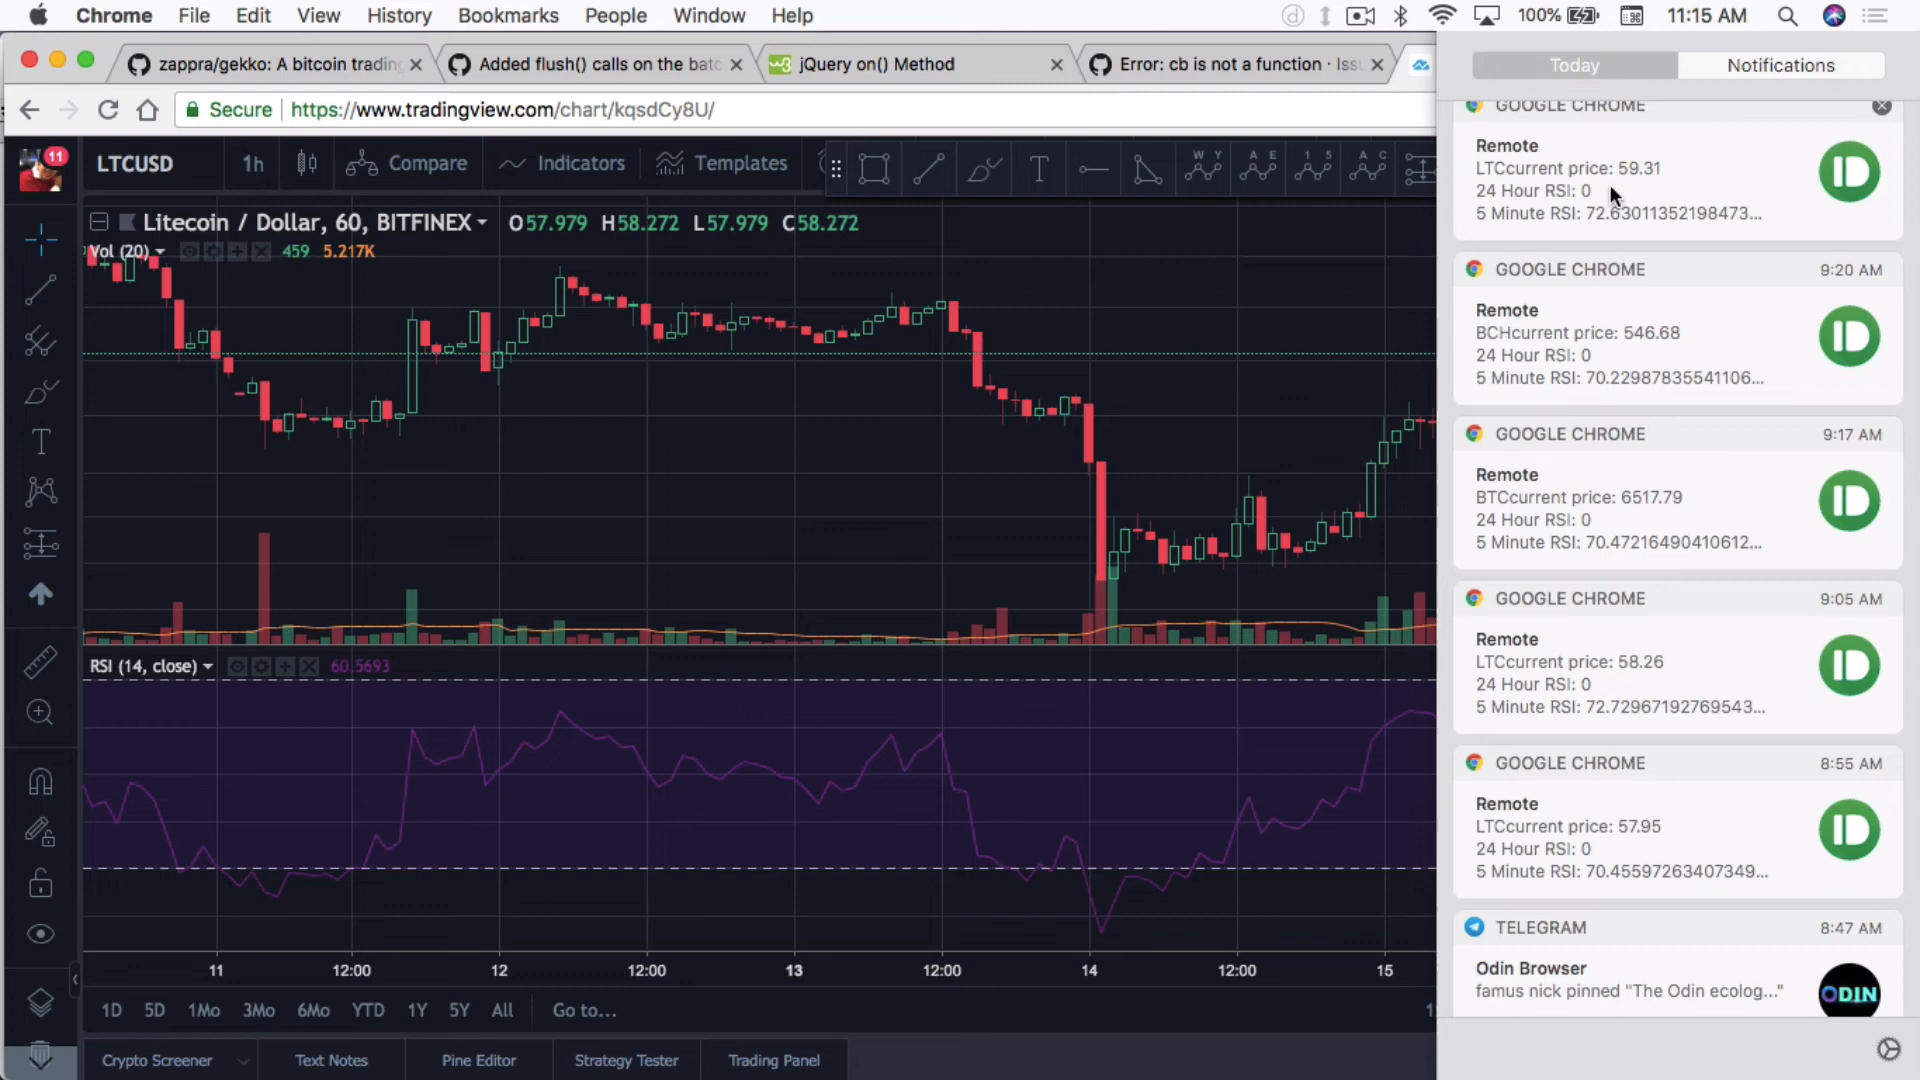 Chrome File Edit View History Bookmarks People Window Help 100% 11:15 AM
zappra/gekko: A bitcoin trading
Added flush() calls on the batc
jQuery on() Method
Error: cb is not a function · Issu
Secure https://www.tradingview.com/chart/kqsdCy8U/
11
LTCUSD 1h Compare Indicators Templates
T W Y A E 1 5 A C
Litecoin / Dollar, 60, BITFINEX O57.979 H58.272 L57.979 C58.272
Vol (20) 459 5.217K
T
RSI (14, close) 60.5693
11 12:00 12 12:00 13 12:00 14 12:00 15
1D 5D 1Mo 3Mo 6Mo YTD 1Y 5Y All Go to...
Crypto Screener Text Notes Pine Editor Strategy Tester Trading Panel
Today Notifications
GOOGLE CHROME
Remote
LTCcurrent price: 59.31
24 Hour RSI: 0
5 Minute RSI: 72.63011352198473...
GOOGLE CHROME 9:20 AM
Remote
BCHcurrent price: 546.68
24 Hour RSI: 0
5 Minute RSI: 70.22987835541106...
GOOGLE CHROME 9:17 AM
Remote
BTCcurrent price: 6517.79
24 Hour RSI: 0
5 Minute RSI: 70.47216490410612...
GOOGLE CHROME 9:05 AM
Remote
LTCcurrent price: 58.26
24 Hour RSI: 0
5 Minute RSI: 72.72967192769543...
GOOGLE CHROME 8:55 AM
Remote
LTCcurrent price: 57.95
24 Hour RSI: 0
5 Minute RSI: 70.45597263407349...
TELEGRAM 8:47 AM
Odin Browser
famus nick pinned "The Odin ecolog..."
ODIN